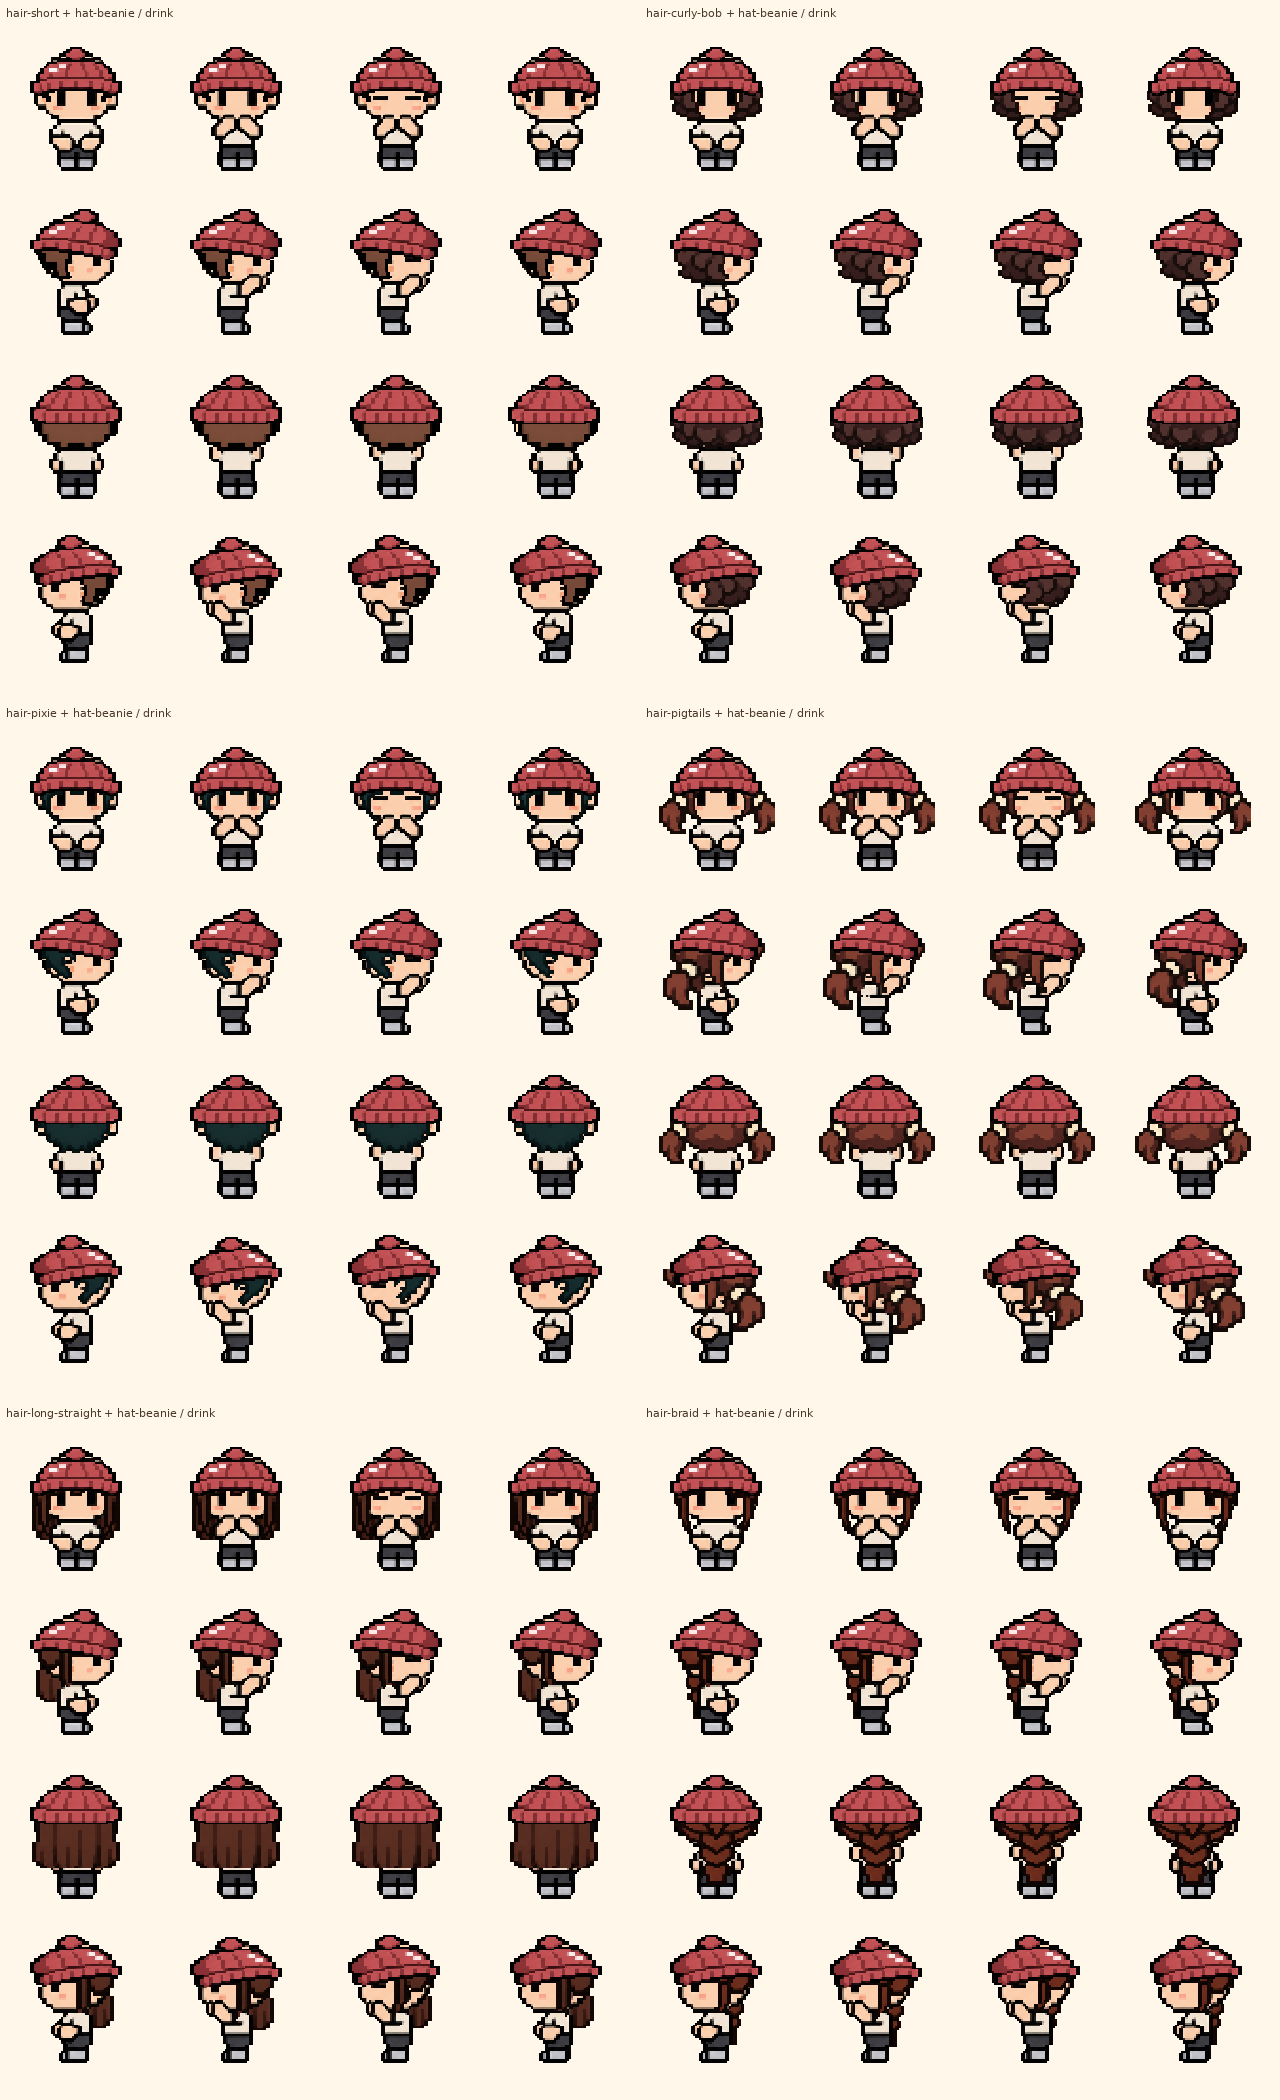 hair-short + hat-beanie / drink
hair-curly-bob + hat-beanie / drink
hair-pixie + hat-beanie / drink
hair-pigtails + hat-beanie / drink
hair-long-straight + hat-beanie / drink
hair-braid + hat-beanie / drink